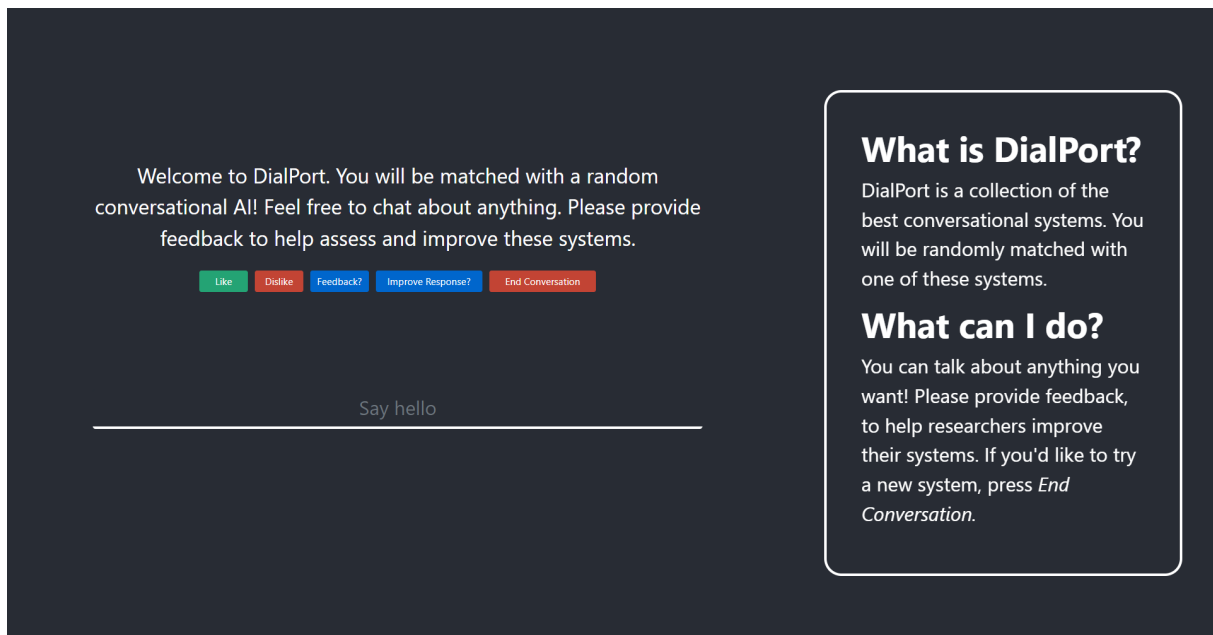 Welcome to DialPort. You will be matched with a random
conversational AI! Feel free to chat about anything. Please provide
feedback to help assess and improve these systems.
Like Dislike Feedback? Improve Response? End Conversation
Say hello
What is DialPort?
DialPort is a collection of the
best conversational systems. You
will be randomly matched with
one of these systems.
What can I do?
You can talk about anything you
want! Please provide feedback,
to help researchers improve
their systems. If you'd like to try
a new system, press End
Conversation.